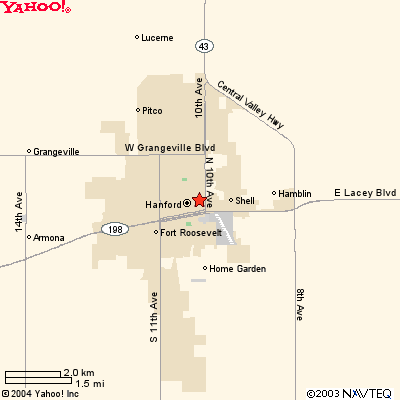 YAHOO!
Lucerne
43
10th Ave
Central Valley Hwy
Pitco
W Grangeville Blvd
Grangeville
N 10th Ave
14th Ave
Hanford
Shell
Hamblin
E Lacey Blvd
198
Armona
Fort Roosevelt
Home Garden
S 11th Ave
8th Ave
2.0 km
1.5 mi
©2004 Yahoo! Inc
©2003 NAVTEQ